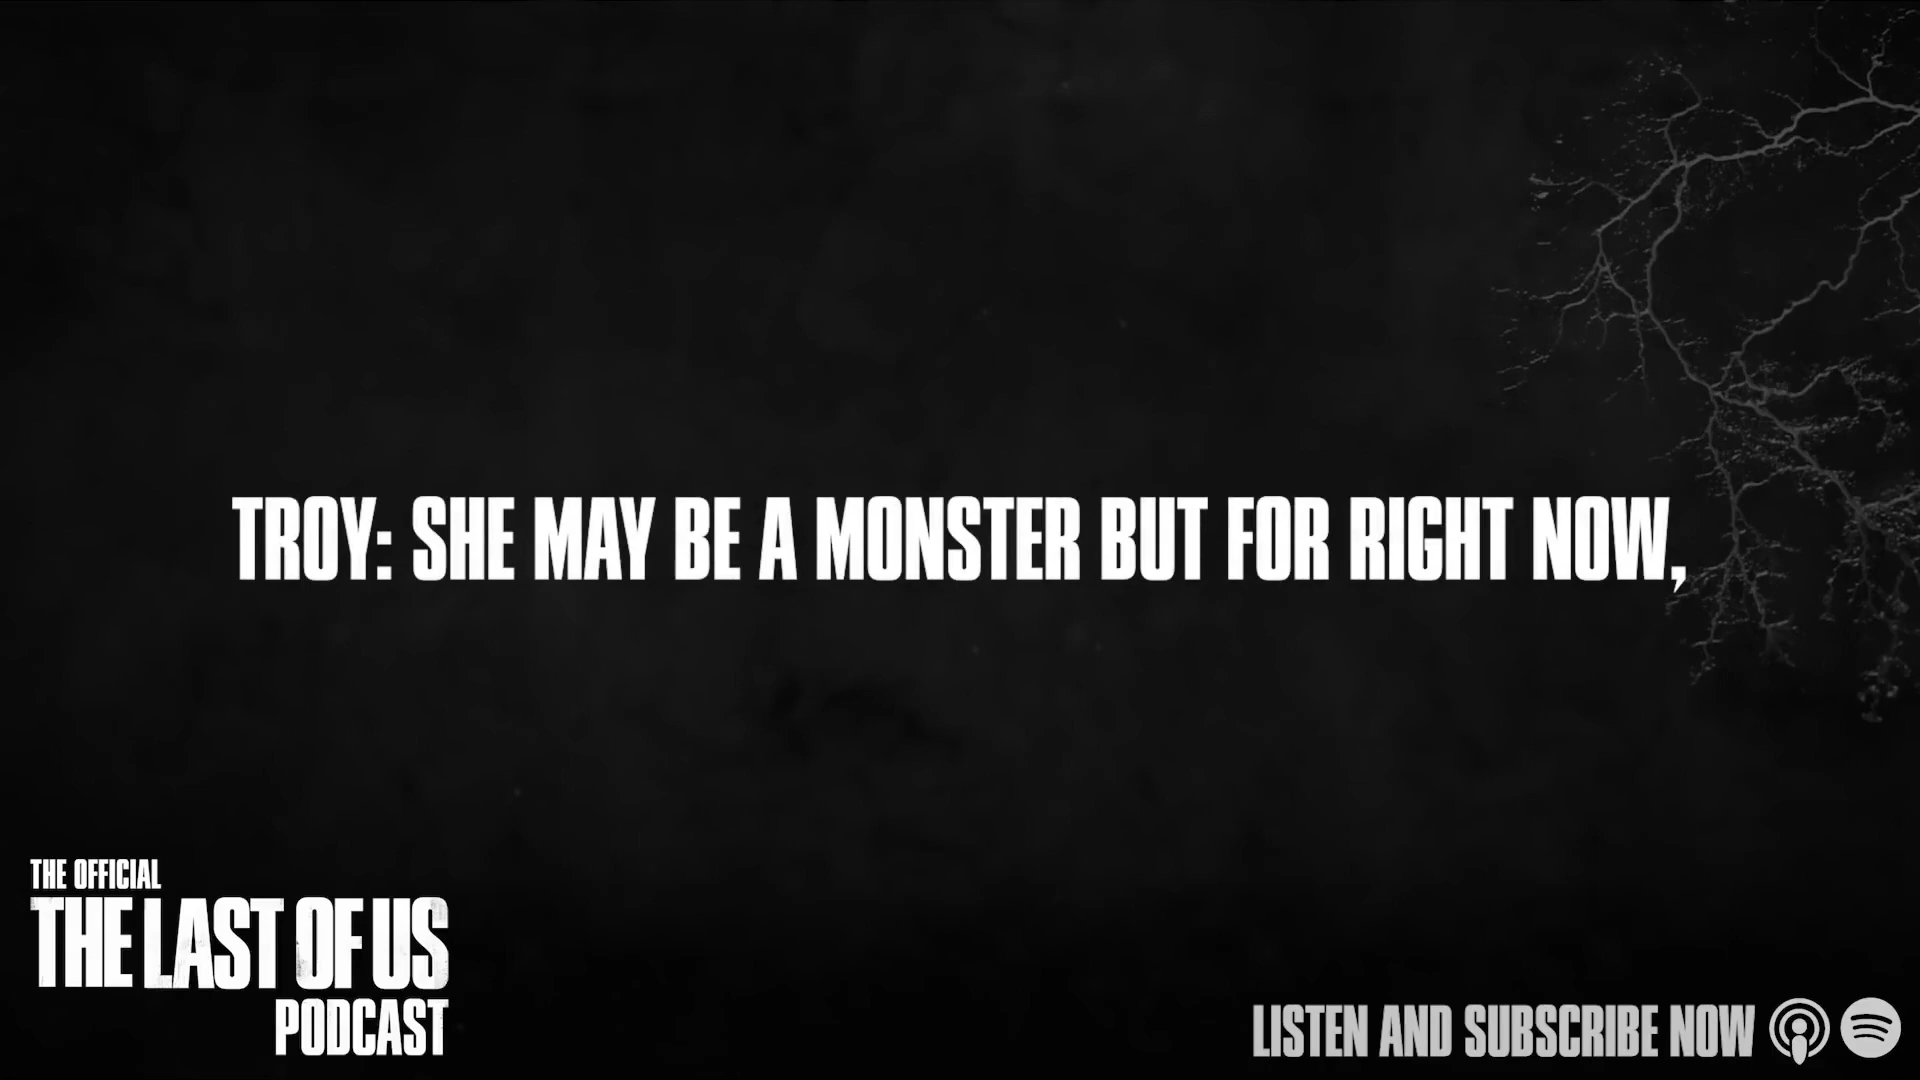 TROY: SHE MAY BE A MONSTER BUT FOR RIGHT NOW,
THE OFFICIAL
THE LAST OF US
PODCAST
LISTEN AND SUBSCRIBE NOW